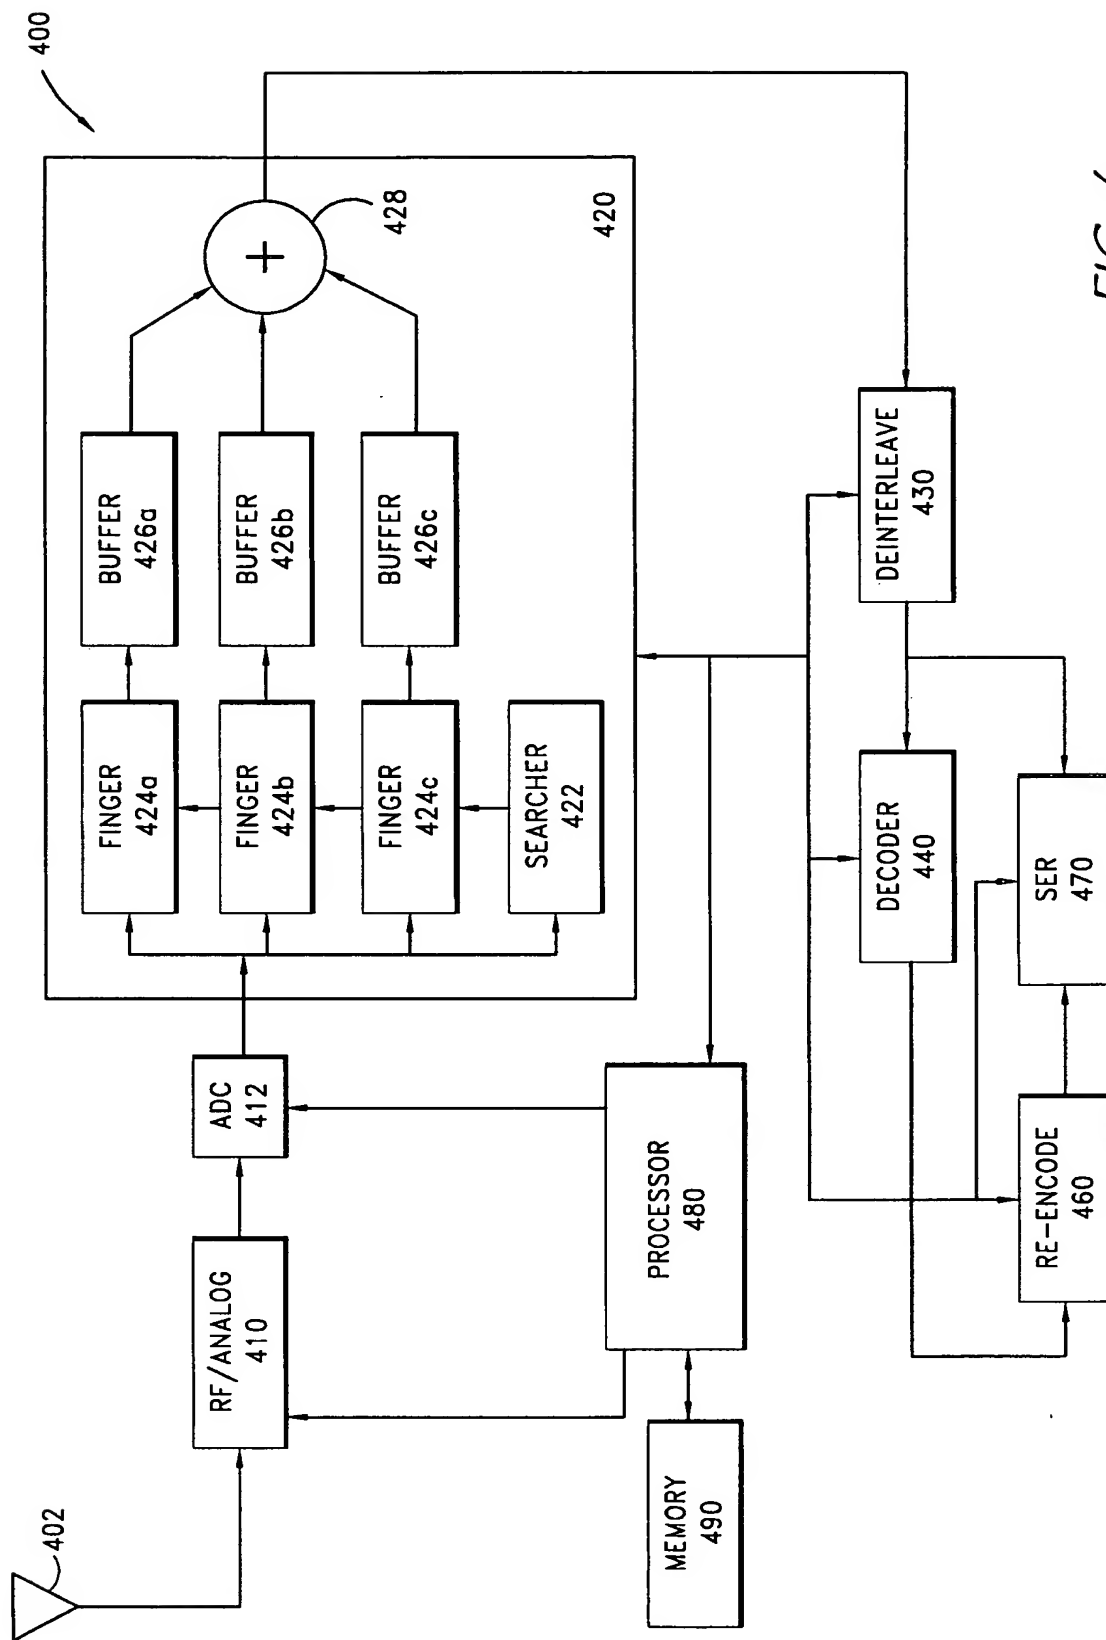 400
402
RF/ANALOG
410
ADC
412
FINGER
424a
FINGER
424b
FINGER
424c
SEARCHER
422
BUFFER
426a
BUFFER
426b
BUFFER
426c
428
420
MEMORY
490
PROCESSOR
480
DEINTERLEAVE
430
DECODER
440
RE-ENCODE
460
SER
470
FIG.